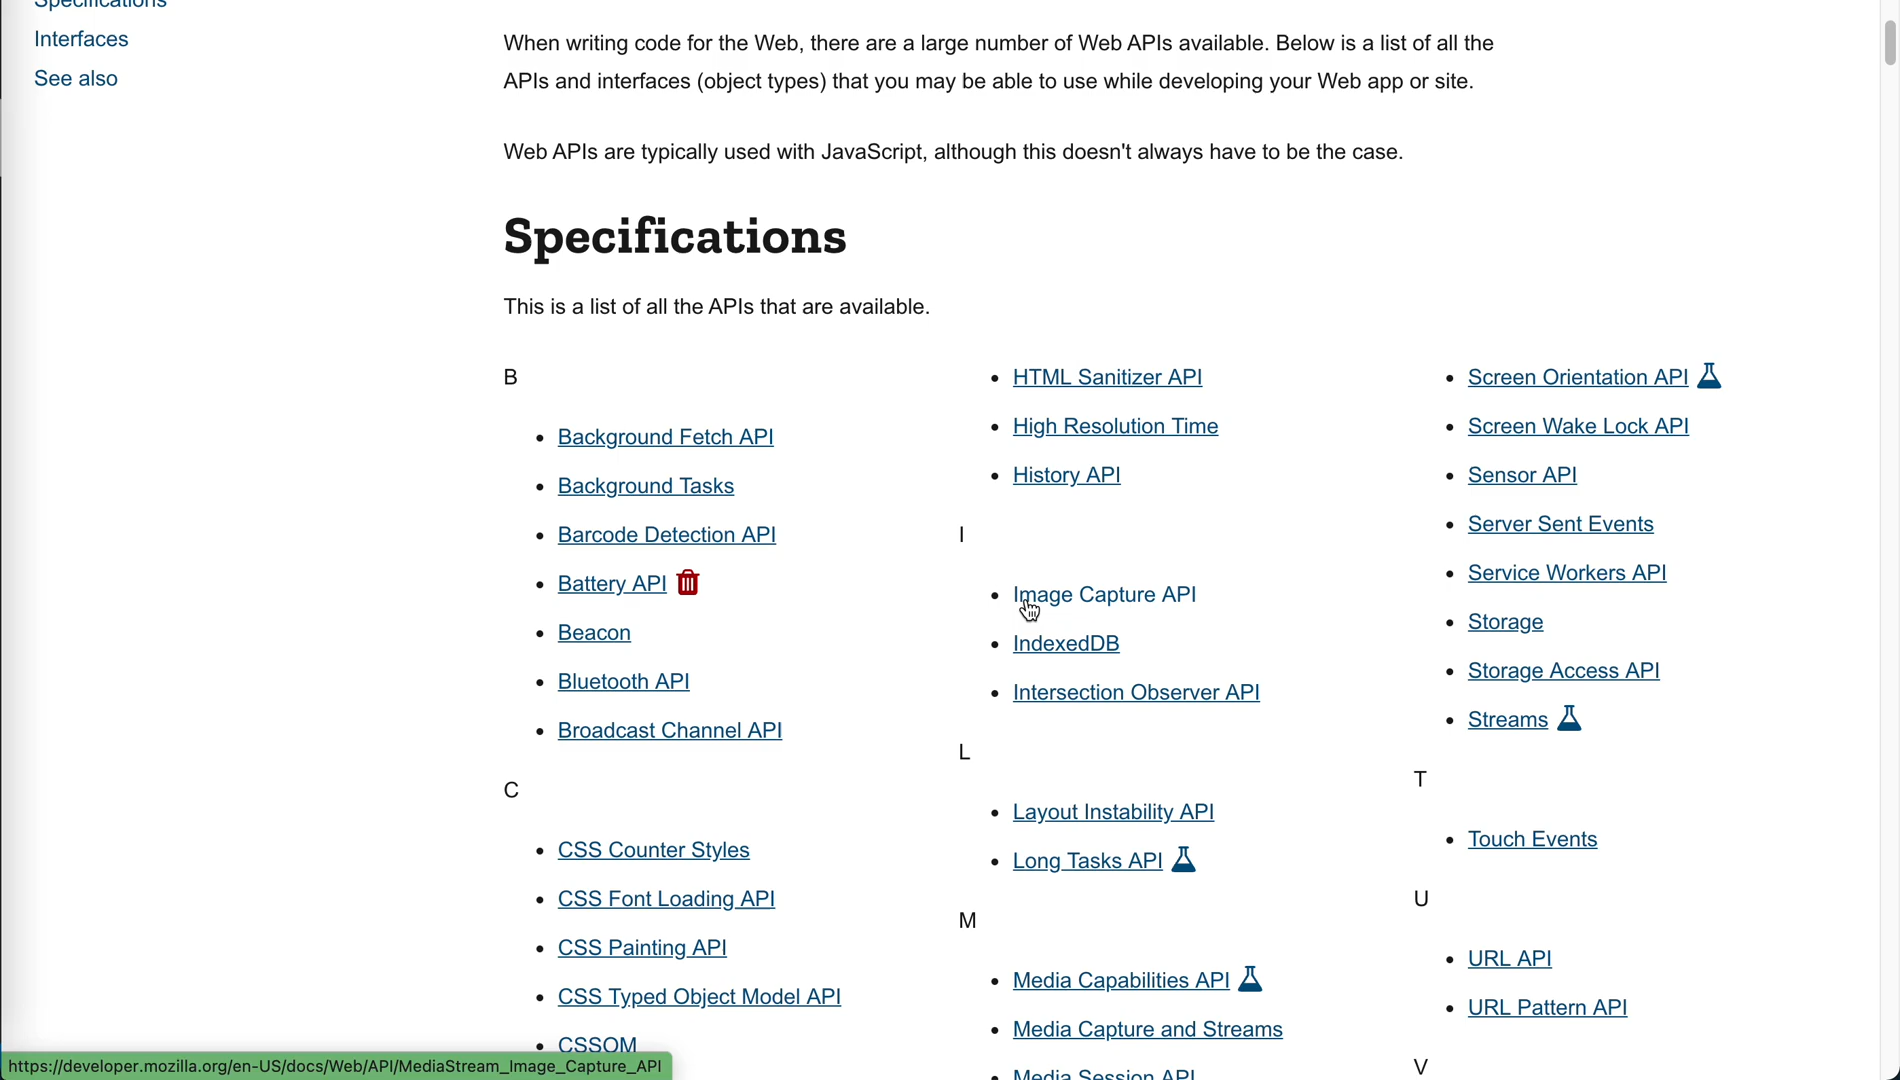 Specifications
Interfaces
See also
When writing code for the Web, there are a large number of Web APIs available. Below is a list of all the
APIs and interfaces (object types) that you may be able to use while developing your Web app or site.
Web APIs are typically used with JavaScript, although this doesn't always have to be the case.
Specifications
This is a list of all the APIs that are available.
B
Background Fetch API
Background Tasks
Barcode Detection API
Battery API
Beacon
Bluetooth API
Broadcast Channel API
C
CSS Counter Styles
CSS Font Loading API
CSS Painting API
CSS Typed Object Model API
CSSOM
HTML Sanitizer API
High Resolution Time
History API
I
Image Capture API
IndexedDB
Intersection Observer API
L
Layout Instability API
Long Tasks API
M
Media Capabilities API
Media Capture and Streams
Media Session API
Screen Orientation API
Screen Wake Lock API
Sensor API
Server Sent Events
Service Workers API
Storage
Storage Access API
Streams
T
Touch Events
U
URL API
URL Pattern API
V
https://developer.mozilla.org/en-US/docs/Web/API/MediaStream_Image_Capture_API